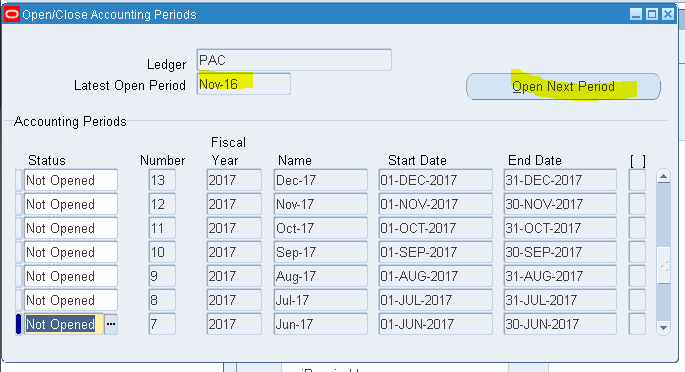 Open/Close Accounting Periods
Ledger PAC
Latest Open Period Nov-16
Open Next Period
Accounting Periods
Fiscal
Status Number Year Name Start Date End Date [ ]
Not Opened 13 2017 Dec-17 01-DEC-2017 31-DEC-2017
Not Opened 12 2017 Nov-17 01-NOV-2017 30-NOV-2017
Not Opened 11 2017 Oct-17 01-OCT-2017 31-OCT-2017
Not Opened 10 2017 Sep-17 01-SEP-2017 30-SEP-2017
Not Opened 9 2017 Aug-17 01-AUG-2017 31-AUG-2017
Not Opened 8 2017 Jul-17 01-JUL-2017 31-JUL-2017
Not Opened ... 7 2017 Jun-17 01-JUN-2017 30-JUN-2017